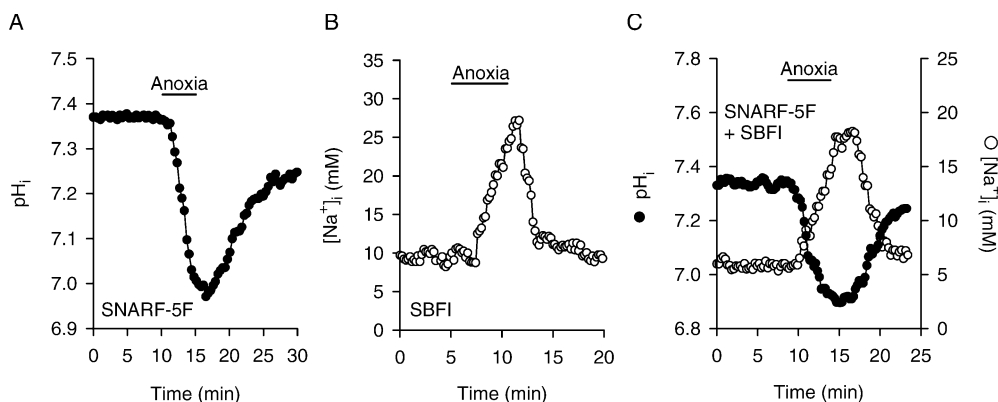 A
7.5
7.4
7.3
7.2
7.1
7.0
6.9
pHi
Anoxia
SNARF-5F
0 5 10 15 20 25 30
Time (min)
B
35
30
25
20
15
10
5
0
[Na+]i (mM)
Anoxia
SBFI
0 5 10 15 20
Time (min)
C
7.8
7.6
7.4
7.2
7.0
6.8
pHi
Anoxia
SNARF-5F
+ SBFI
25
20
15
10
5
0
[Na+]i (mM)
0 5 10 15 20 25
Time (min)